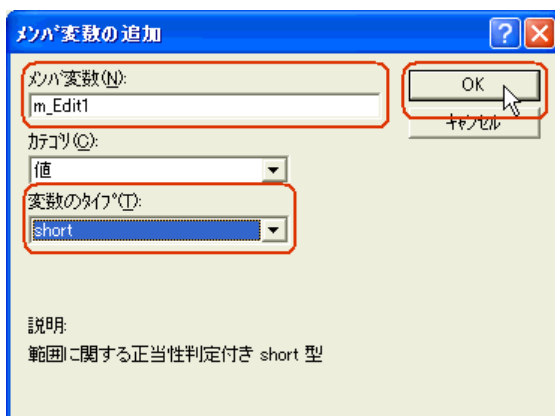 メンバ変数の追加
メンバ変数(N):
m_Edit1
OK
キャンセル
カテゴリ(C):
値
変数のタイプ(T):
short
説明:
範囲に関する正当性判定付き short 型